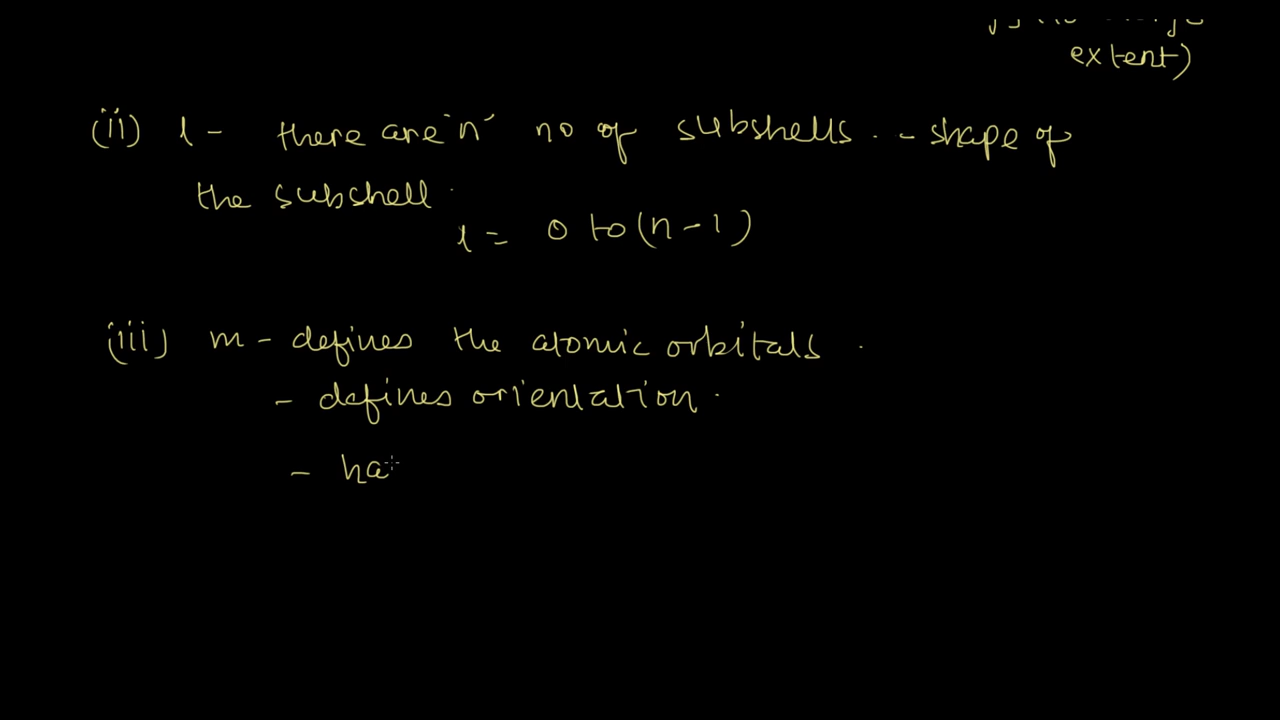 extent)
(ii) l - there are 'n' no of subshells. - shape of
the subshell.
l = 0 to (n-1)
(iii) m - defines the atomic orbitals.
- defines orientation.
- ha